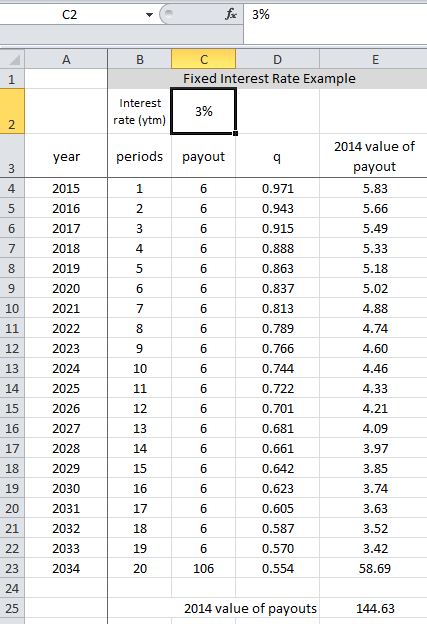 C2 fx 3%
A B C D E
1 Fixed Interest Rate Example
Interest
rate (ytm) 3%
2
2014 value of
year periods payout q payout
3
4 2015 1 6 0.971 5.83
5 2016 2 6 0.943 5.66
6 2017 3 6 0.915 5.49
7 2018 4 6 0.888 5.33
8 2019 5 6 0.863 5.18
9 2020 6 6 0.837 5.02
10 2021 7 6 0.813 4.88
11 2022 8 6 0.789 4.74
12 2023 9 6 0.766 4.60
13 2024 10 6 0.744 4.46
14 2025 11 6 0.722 4.33
15 2026 12 6 0.701 4.21
16 2027 13 6 0.681 4.09
17 2028 14 6 0.661 3.97
18 2029 15 6 0.642 3.85
19 2030 16 6 0.623 3.74
20 2031 17 6 0.605 3.63
21 2032 18 6 0.587 3.52
22 2033 19 6 0.570 3.42
23 2034 20 106 0.554 58.69
24
25 2014 value of payouts 144.63